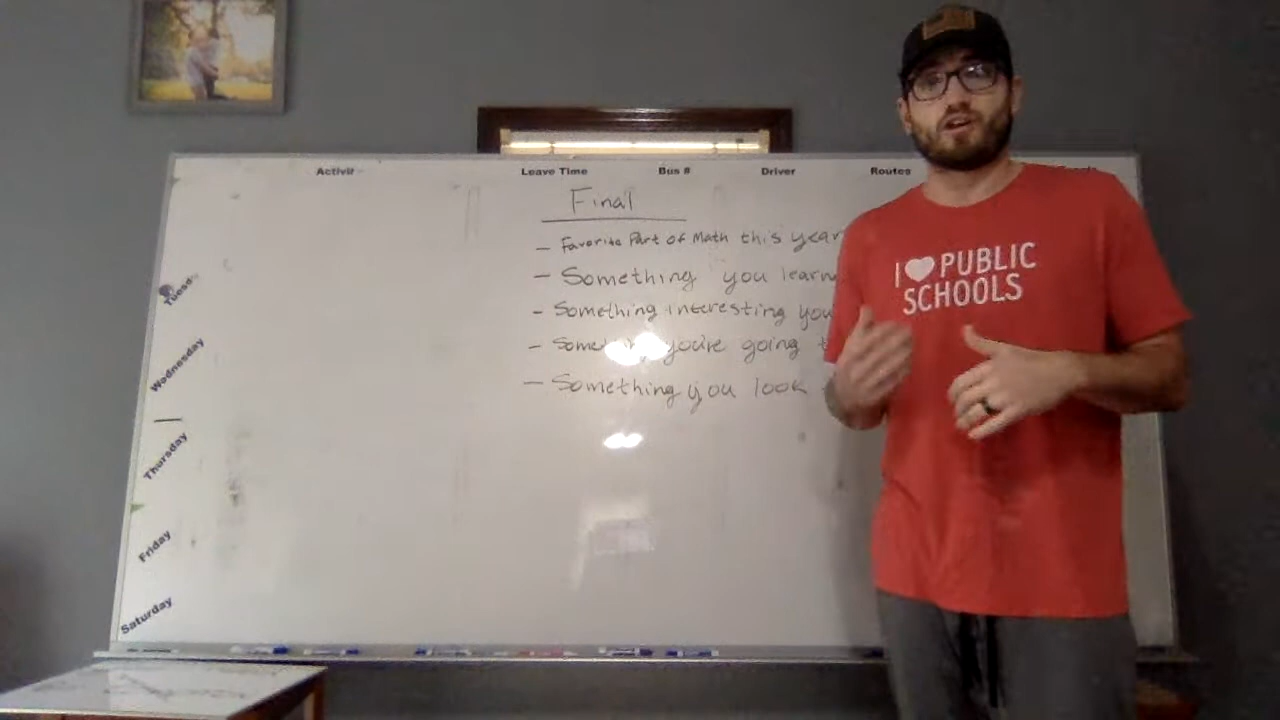 Activit
Leave Time
Bus #
Driver
Routes
Final
- Favorite Part of Math this year
- Something you learn
- Something interesting you
- you're going
- Something you look
I ♥ PUBLIC
SCHOOLS
Tues
Wednesday
Thursday
Friday
Saturday